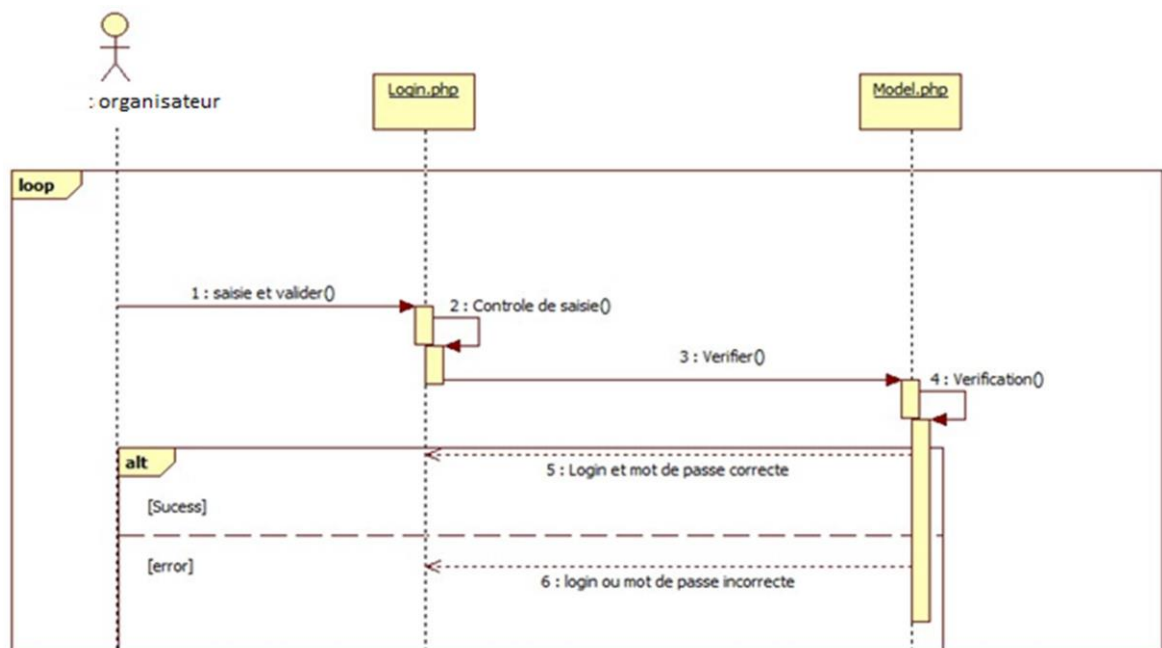 : organisateur
Login.php
Model.php
loop
1 : saisie et valider()
2 : Controle de saisie()
3 : Verifier()
4 : Verification()
alt
5 : Login et mot de passe correcte
[Sucess]
[error]
6 : login ou mot de passe incorrecte